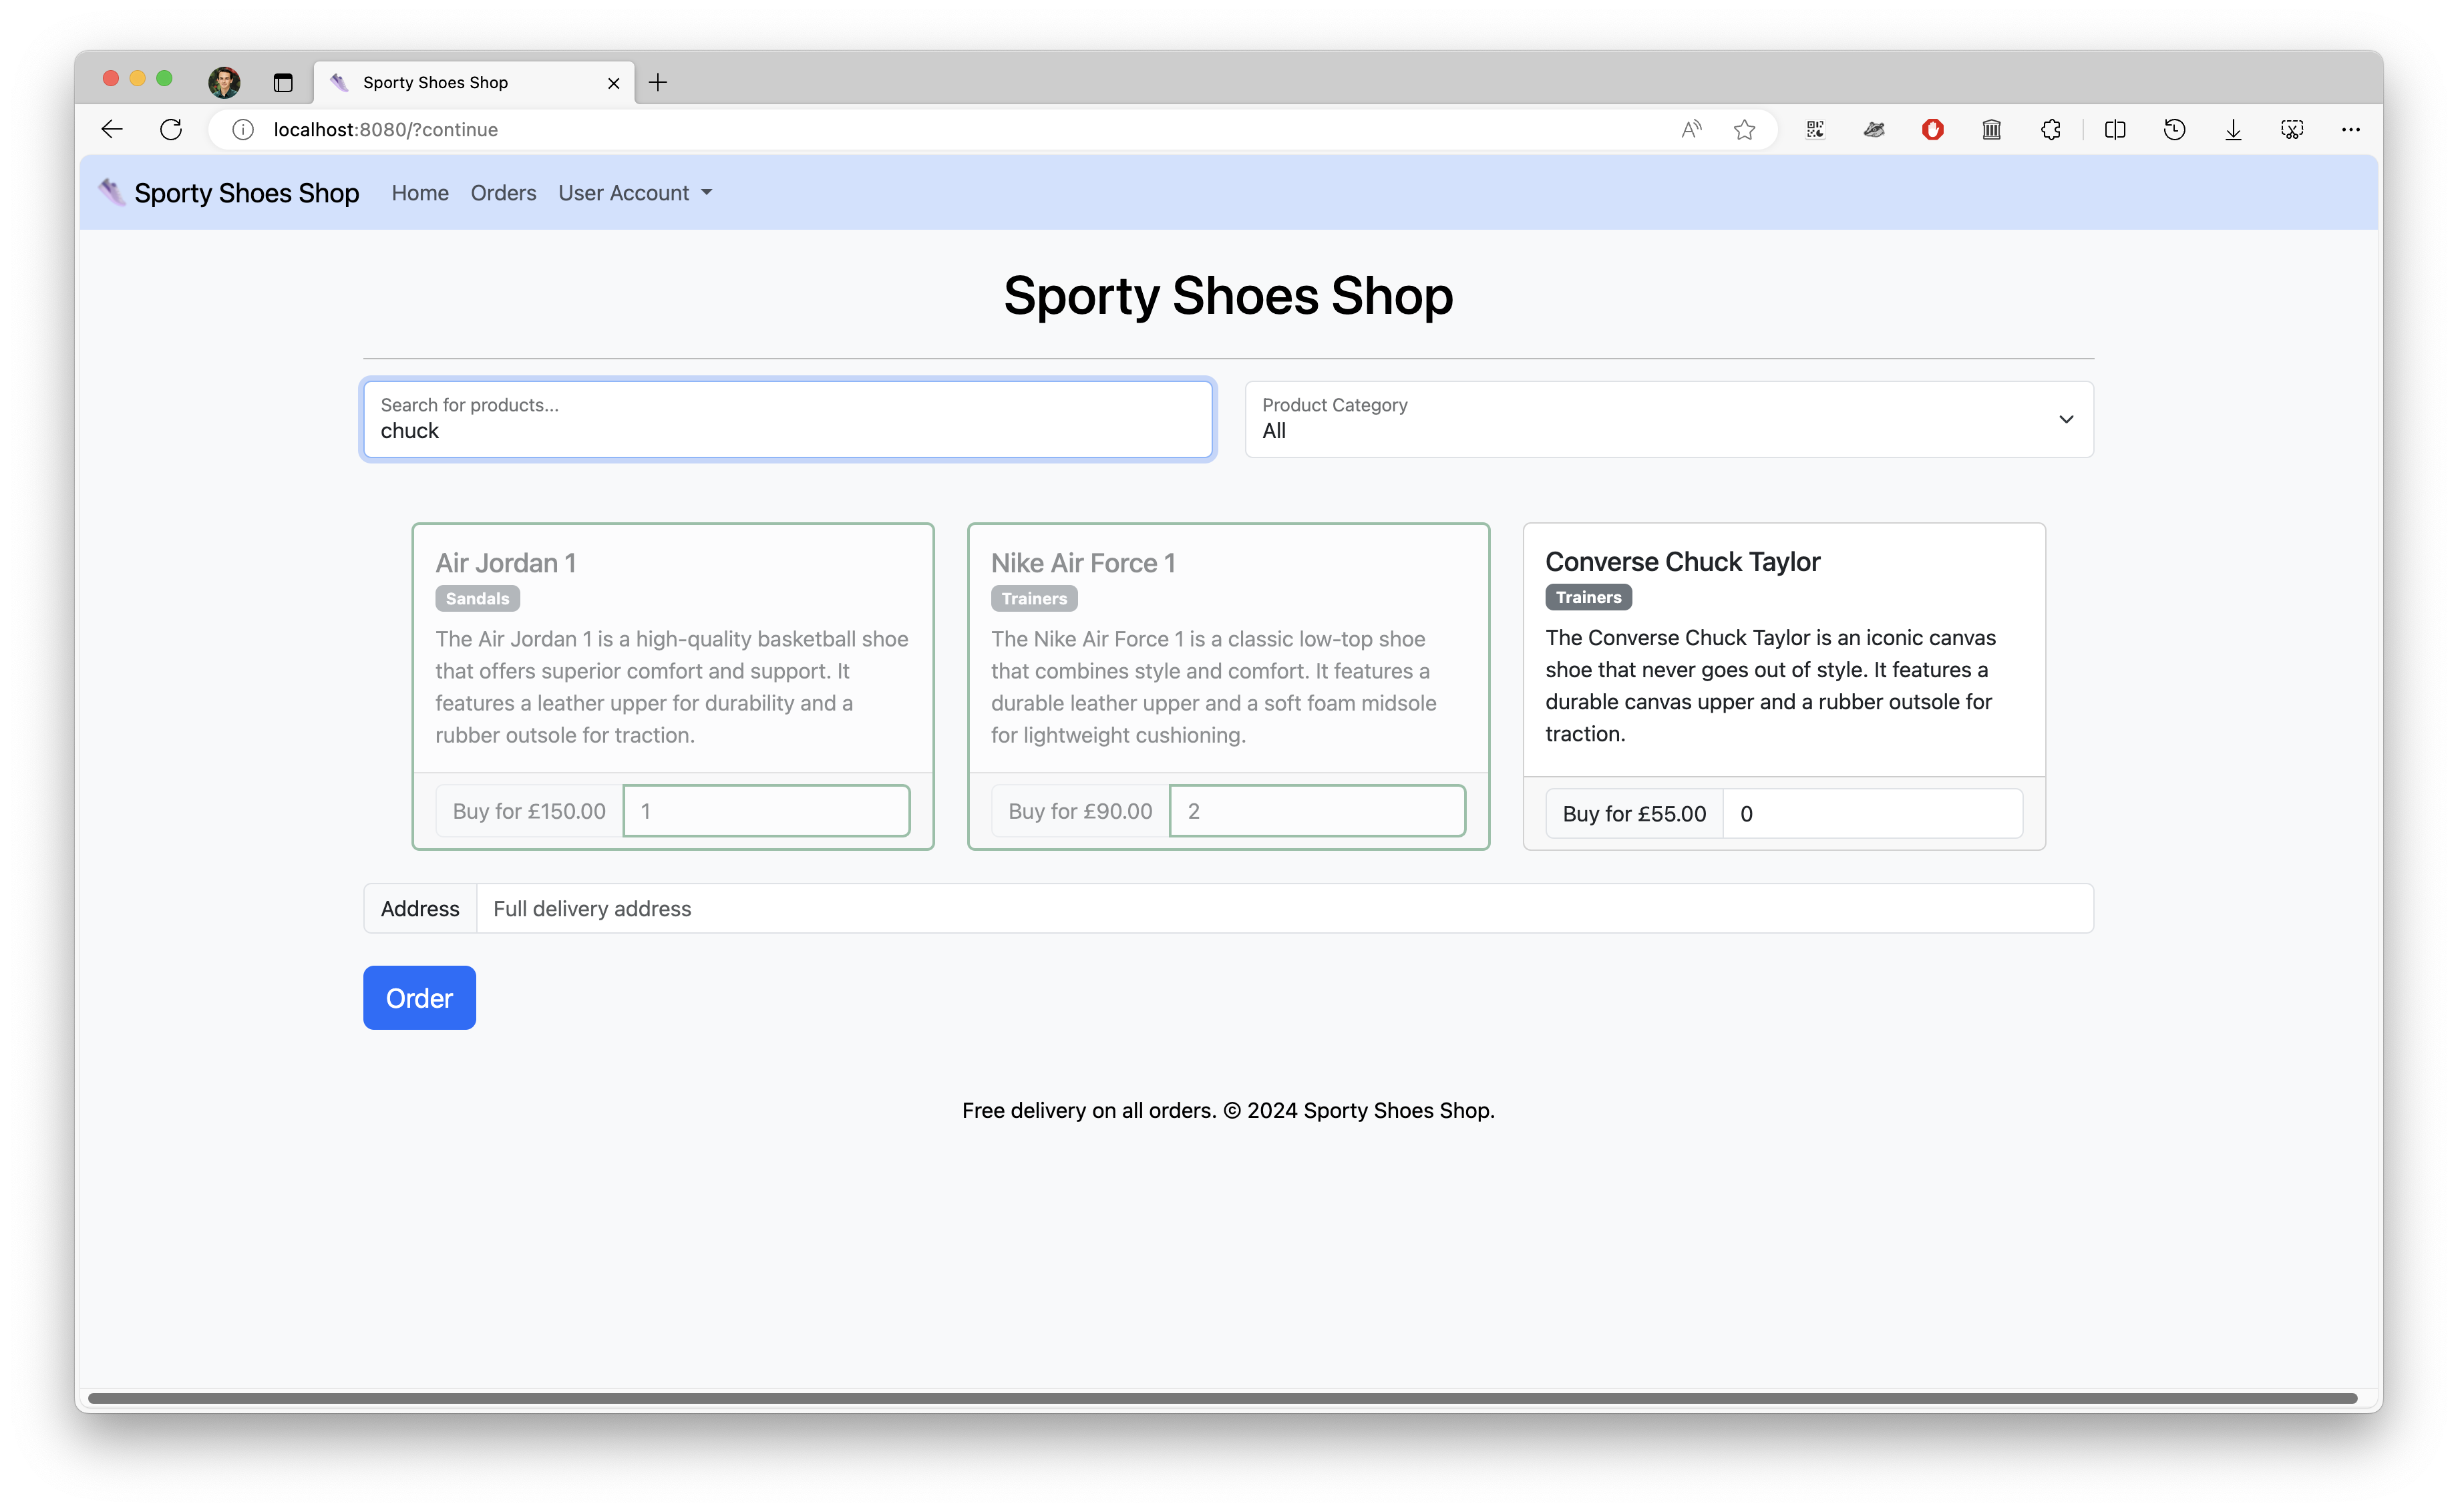 Sporty Shoes Shop
localhost:8080/?continue
Sporty Shoes Shop Home Orders User Account
Sporty Shoes Shop
Search for products...
chuck
Product Category
All
Air Jordan 1
Sandals
The Air Jordan 1 is a high-quality basketball shoe
that offers superior comfort and support. It
features a leather upper for durability and a
rubber outsole for traction.
Buy for £150.00 1
Nike Air Force 1
Trainers
The Nike Air Force 1 is a classic low-top shoe
that combines style and comfort. It features a
durable leather upper and a soft foam midsole
for lightweight cushioning.
Buy for £90.00 2
Converse Chuck Taylor
Trainers
The Converse Chuck Taylor is an iconic canvas
shoe that never goes out of style. It features a
durable canvas upper and a rubber outsole for
traction.
Buy for £55.00 0
Address Full delivery address
Order
Free delivery on all orders. © 2024 Sporty Shoes Shop.